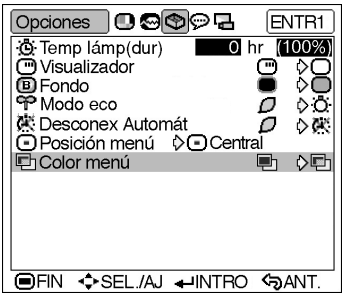 Opciones ENTR1
Temp lámp(dur) 0 hr (100%)
Visualizador
B Fondo
Modo eco
Desconex Automát
Posición menú Central
Color menú
FIN SEL./AJ INTRO ANT.